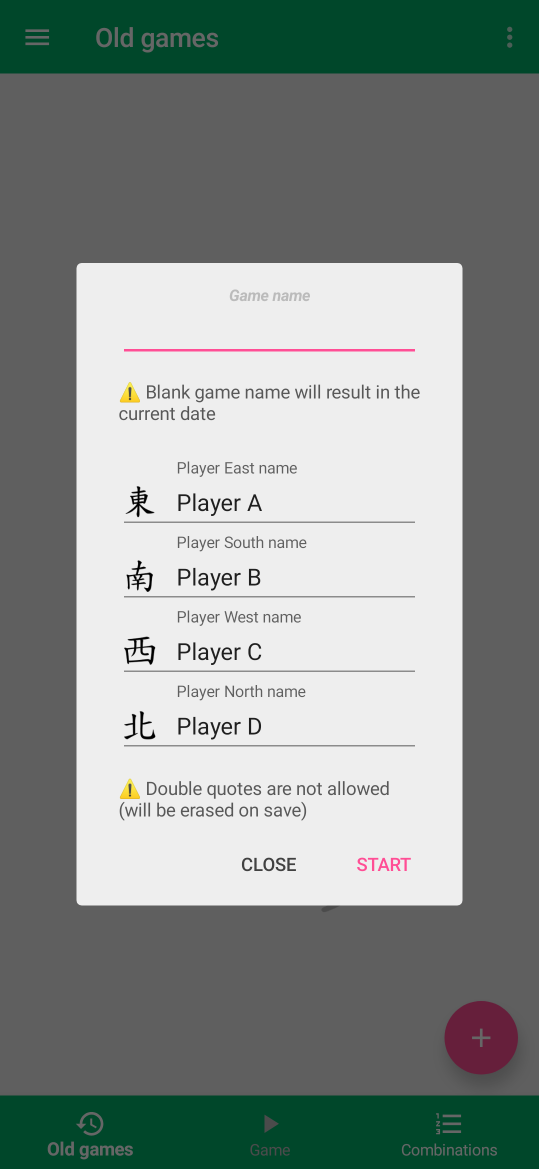 Old games
Game name
⚠️ Blank game name will result in the
current date
Player East name
東 Player A
Player South name
南 Player B
Player West name
西 Player C
Player North name
北 Player D
⚠️ Double quotes are not allowed
(will be erased on save)
CLOSE START
Old games Game Combinations